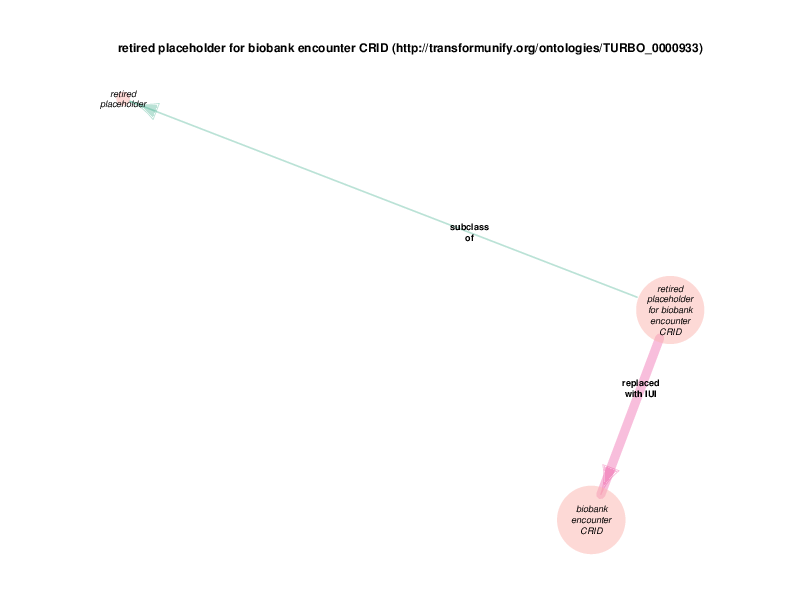 retired placeholder for biobank encounter CRID (http://transformunify.org/ontologies/TURBO_0000933)
retired
placeholder
subclass
of
retired
placeholder
for biobank
encounter
CRID
replaced
with IUI
biobank
encounter
CRID